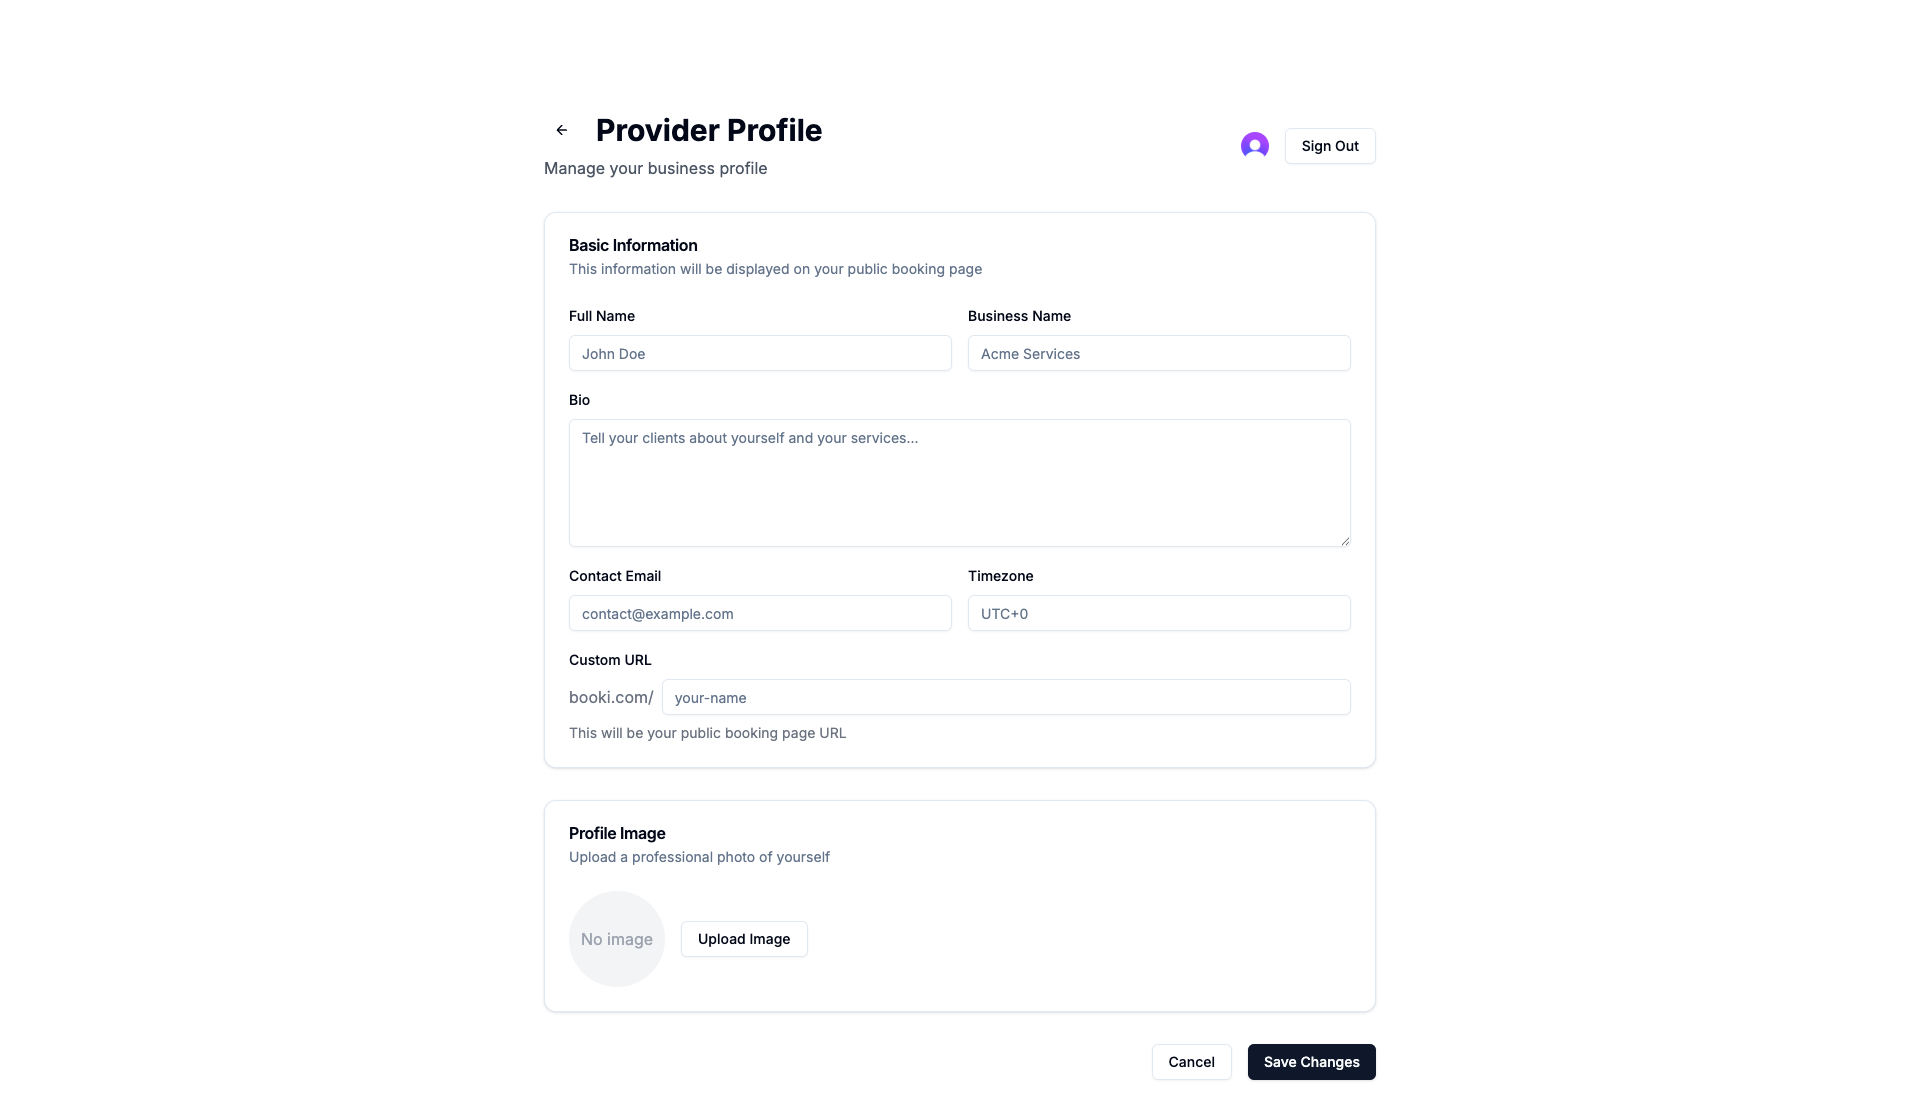 Provider Profile
Manage your business profile
Sign Out
Basic Information
This information will be displayed on your public booking page
Full Name
Business Name
John Doe
Acme Services
Bio
Tell your clients about yourself and your services...
Contact Email
Timezone
contact@example.com
UTC+0
Custom URL
booki.com/ your-name
This will be your public booking page URL
Profile Image
Upload a professional photo of yourself
No image
Upload Image
Cancel
Save Changes